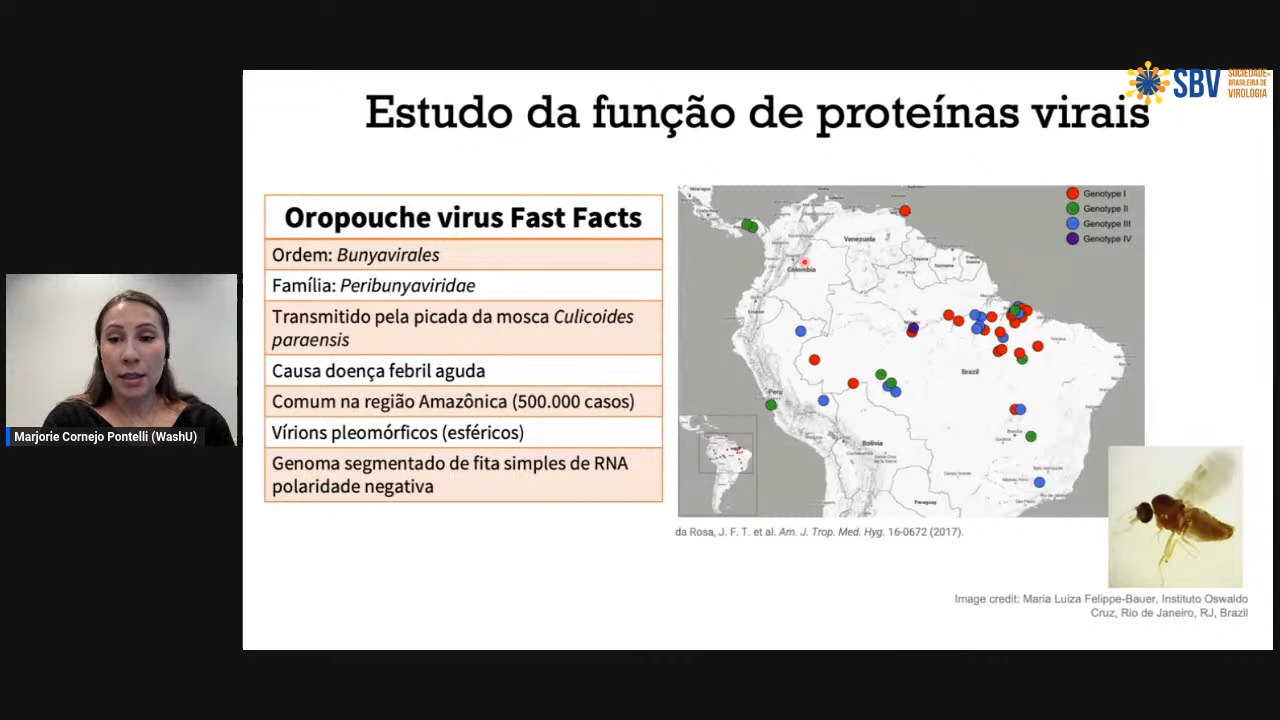 SBV
SOCIEDADE
BRASILEIRA DE
VIROLOGIA
Estudo da função de proteínas virais
Oropouche virus Fast Facts
Ordem: Bunyavirales
Família: Peribunyaviridae
Transmitido pela picada da mosca Culicoides
paraensis
Causa doença febril aguda
Comum na região Amazônica (500.000 casos)
Vírions pleomórficos (esféricos)
Genoma segmentado de fita simples de RNA
polaridade negativa
Genotype I
Genotype II
Genotype III
Genotype IV
Venezuela
Colombia
Brazil
Peru
Bolivia
Paraguay
da Rosa, J. F. T. et al. Am. J. Trop. Med. Hyg. 16-0672 (2017).
Image credit: Maria Luiza Felippe-Bauer, Instituto Oswaldo
Cruz, Rio de Janeiro, RJ, Brazil
Marjorie Cornejo Pontelli (WashU)